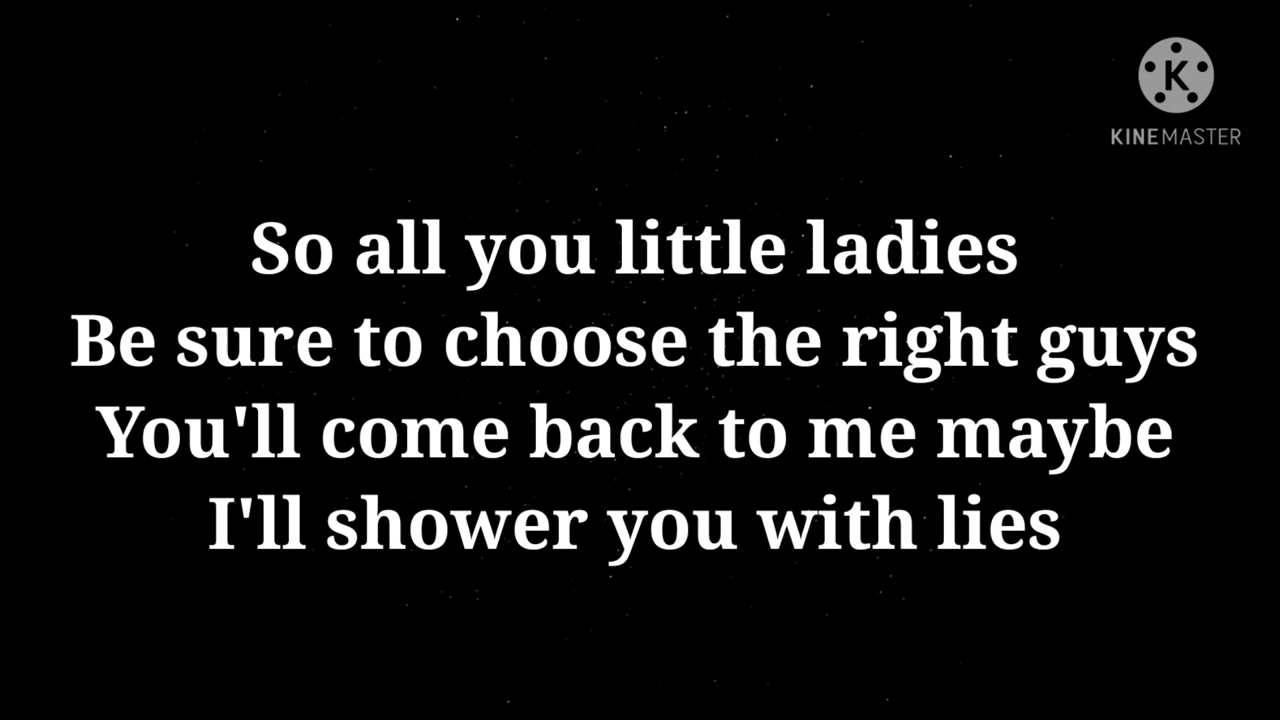 K
KINEMASTER
So all you little ladies
Be sure to choose the right guys
You'll come back to me maybe
I'll shower you with lies